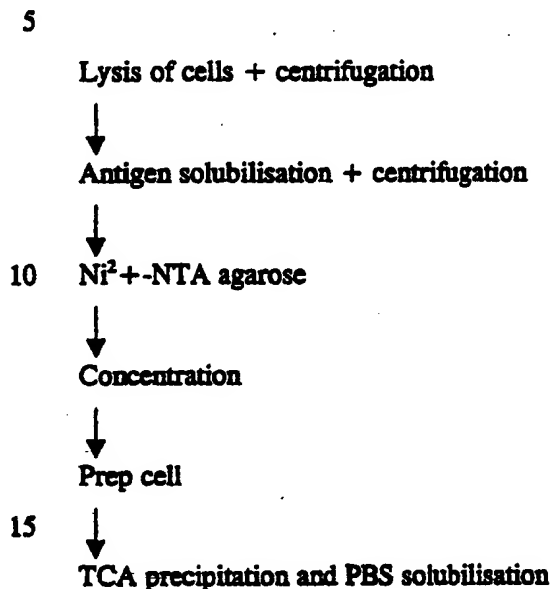 5
Lysis of cells + centrifugation
Antigen solubilisation + centrifugation
10 Ni²+-NTA agarose
Concentration
Prep cell
15
TCA precipitation and PBS solubilisation